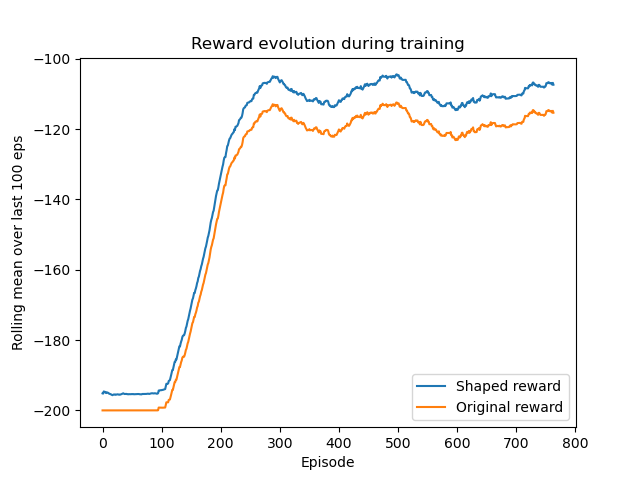 Reward evolution during training
Rolling mean over last 100 eps
−100
−120
−140
−160
−180
−200
0 100 200 300 400 500 600 700 800
Episode
Shaped reward
Original reward